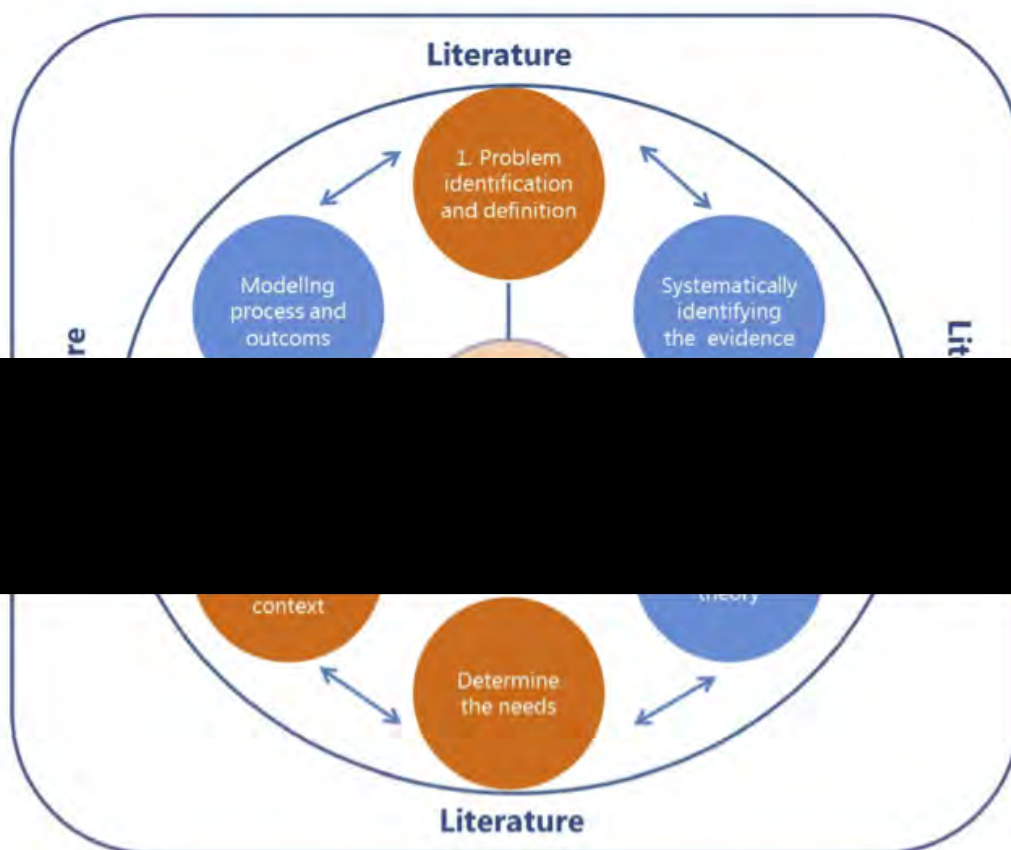 Literature
1. Problem
identification
and definition
Modellng
process and
outcoms
Systematically
identifying
the evidence
re
Lit
context
theory
Determine
the needs
Literature